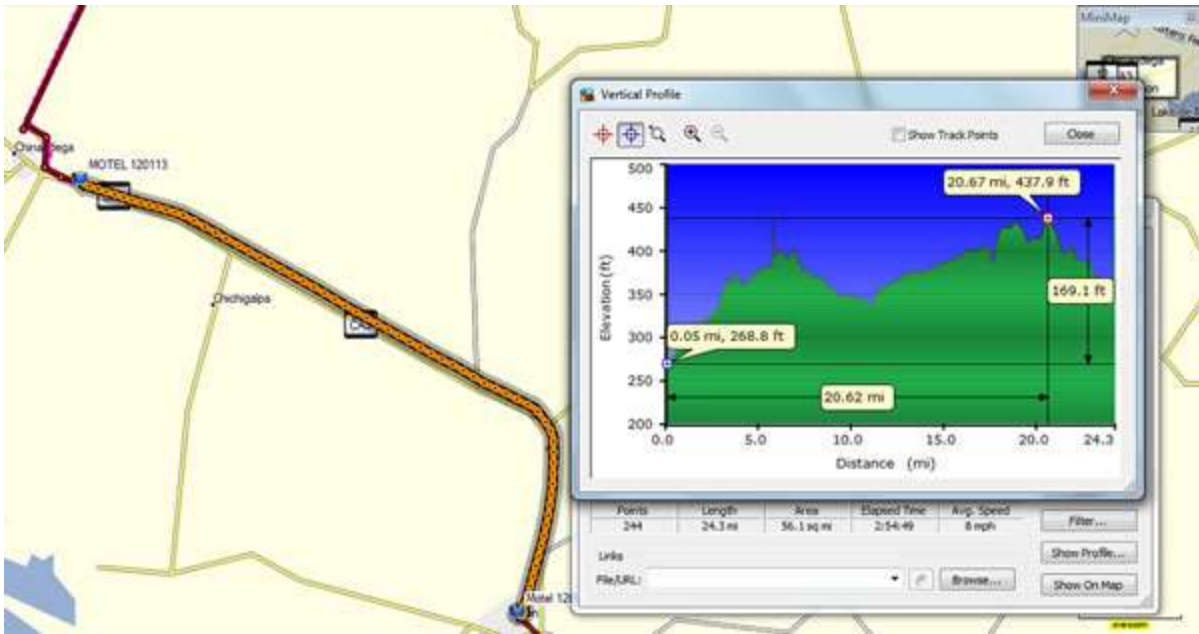 MiniMap
Chinandega
MOTEL 120113
Chichigalpa
Vertical Profile
Show Track Points
Close
500
450
400
350
300
250
200
Elevation (ft)
20.67 mi, 437.9 ft
169.1 ft
0.05 mi, 268.8 ft
20.62 mi
0.0 5.0 10.0 15.0 20.0 24.3
Distance (mi)
Points Length Area Elapsed Time Avg. Speed
244 24.3 mi 56.1 sq mi 2:54:49 8 mph
Filter...
Links
Show Profile...
File/URL:
Browse...
Show On Map
Motel